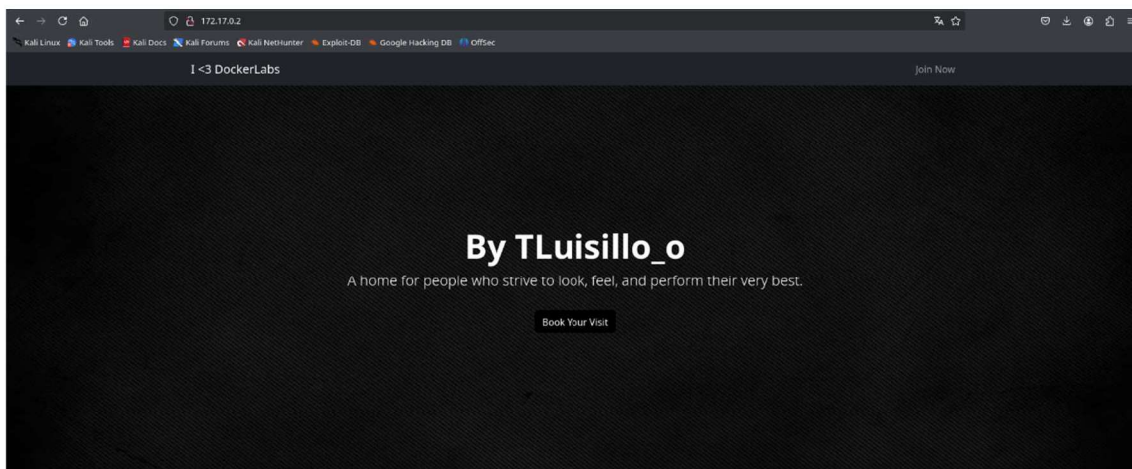 172.17.0.2
Kali Linux Kali Tools Kali Docs Kali Forums Kali NetHunter Exploit-DB Google Hacking DB OffSec
I <3 DockerLabs Join Now
By TLuisillo_o
A home for people who strive to look, feel, and perform their very best.
Book Your Visit